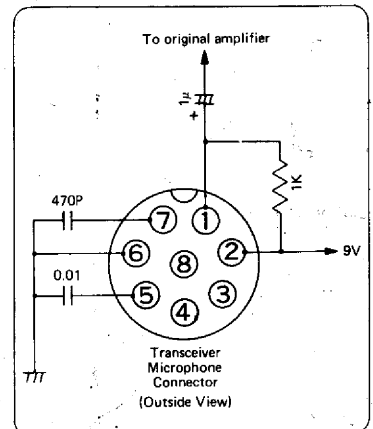 To original amplifier
1μ
+
1K
470P
7
1
6
2
9V
8
0.01
5
3
4
Transceiver
Microphone
Connector
(Outside View)